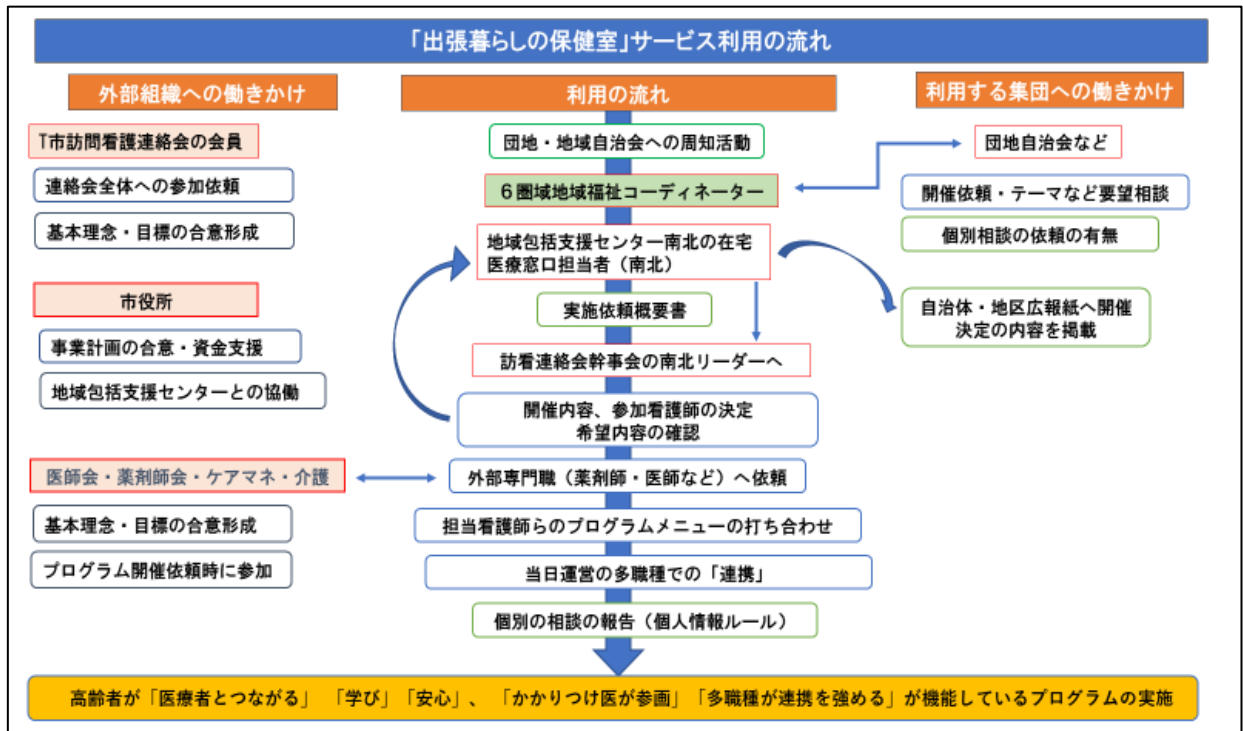 「出張暮らしの保健室」サービス利用の流れ
外部組織への働きかけ
T市訪問看護連絡会の会員
連絡会全体への参加依頼
基本理念・目標の合意形成
市役所
事業計画の合意・資金支援
地域包括支援センターとの協働
医師会・薬剤師会・ケアマネ・介護
基本理念・目標の合意形成
プログラム開催依頼時に参加
利用の流れ
団地・地域自治会への周知活動
6圏域地域福祉コーディネーター
地域包括支援センター南北の在宅
医療窓口担当者（南北）
実施依頼概要書
訪看連絡会幹事会の南北リーダーへ
開催内容、参加看護師の決定
希望内容の確認
外部専門職（薬剤師・医師など）へ依頼
担当看護師らのプログラムメニューの打ち合わせ
当日運営の多職種での「連携」
個別の相談の報告（個人情報ルール）
利用する集団への働きかけ
団地自治会など
開催依頼・テーマなど要望相談
個別相談の依頼の有無
自治体・地区広報紙へ開催
決定の内容を掲載
高齢者が「医療者とつながる」 「学び」「安心」、 「かかりつけ医が参画」「多職種が連携を強める」が機能しているプログラムの実施